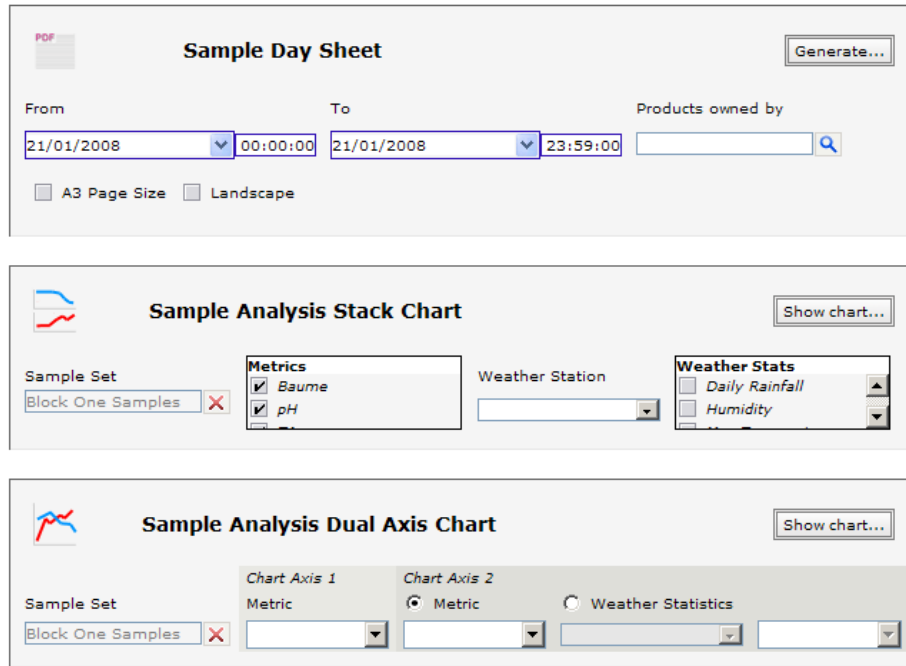 PDF
Sample Day Sheet
Generate...
From To Products owned by
21/01/2008 00:00:00 21/01/2008 23:59:00
A3 Page Size Landscape
Sample Analysis Stack Chart
Show chart...
Sample Set
Block One Samples
Metrics
Baume
pH
Weather Station
Weather Stats
Daily Rainfall
Humidity
Sample Analysis Dual Axis Chart
Show chart...
Chart Axis 1 Chart Axis 2
Sample Set Metric Metric Weather Statistics
Block One Samples